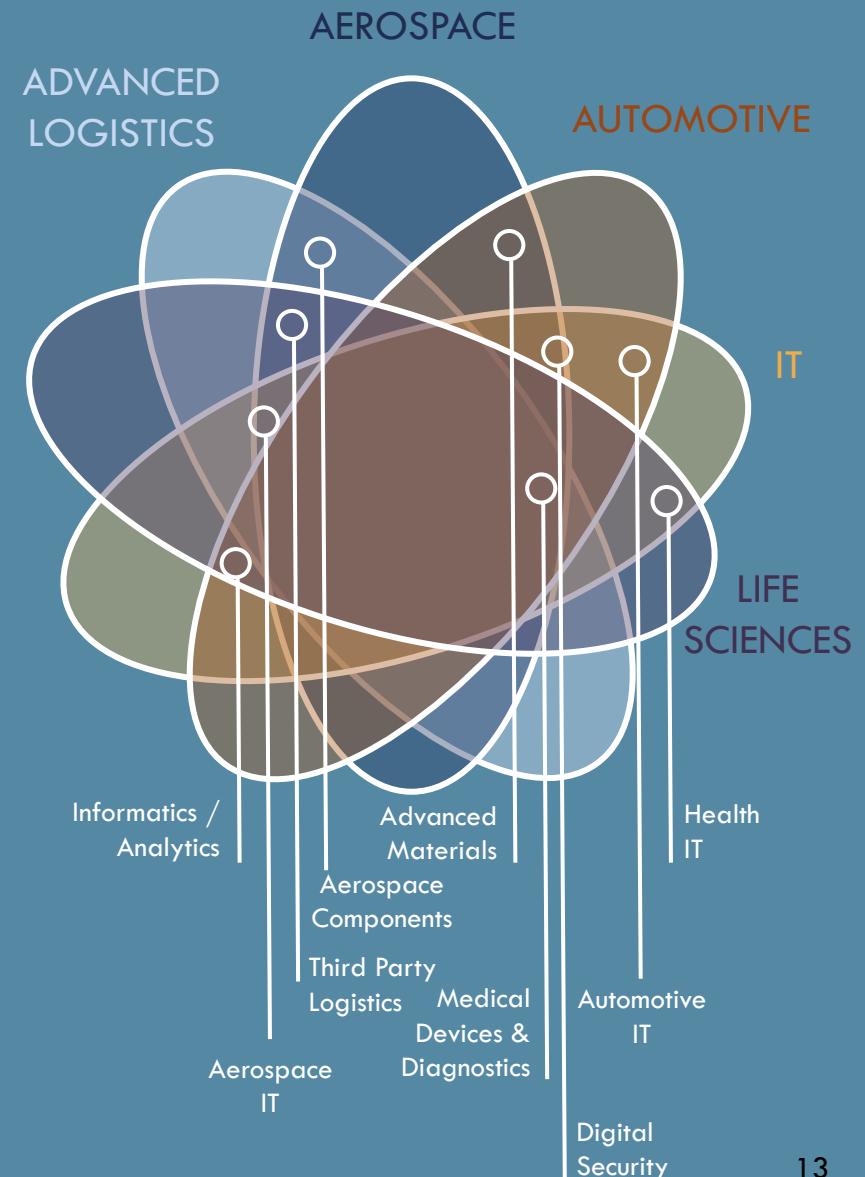 AEROSPACE
ADVANCED
LOGISTICS
AUTOMOTIVE
IT
LIFE
SCIENCES
Informatics /
Analytics
Advanced
Materials
Health
IT
Aerospace
Components
Third Party
Logistics
Medical
Devices &
Diagnostics
Automotive
IT
Aerospace
IT
Digital
Security
13